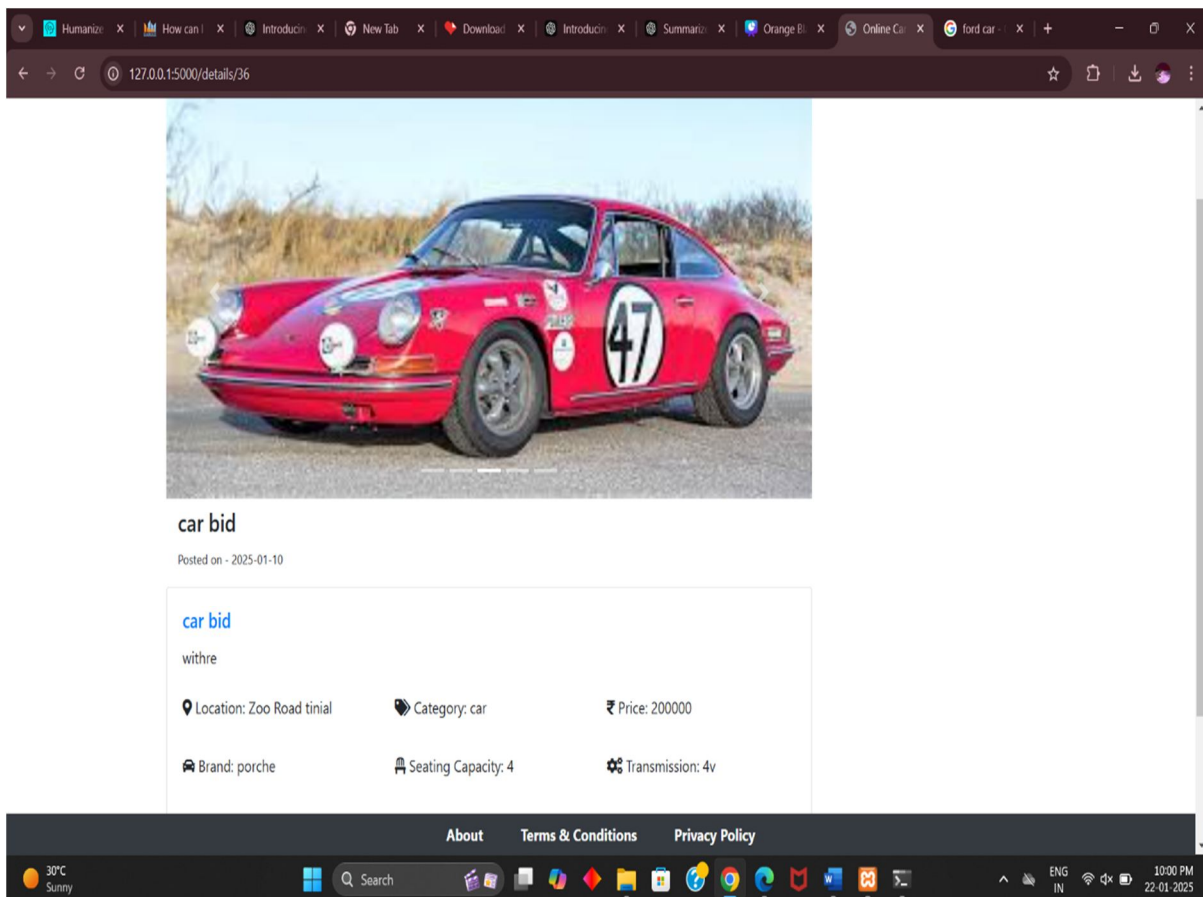 Humanize
How can I
Introducin
New Tab
Download
Introducin
Summariz
Orange Bl
Online Car
ford car -
127.0.0.1:5000/details/36
47
car bid
Posted on - 2025-01-10
car bid
withre
Location: Zoo Road tinial
Category: car
₹ Price: 200000
Brand: porche
Seating Capacity: 4
Transmission: 4v
About
Terms & Conditions
Privacy Policy
30°C
Sunny
Search
ENG
IN
10:00 PM
22-01-2025